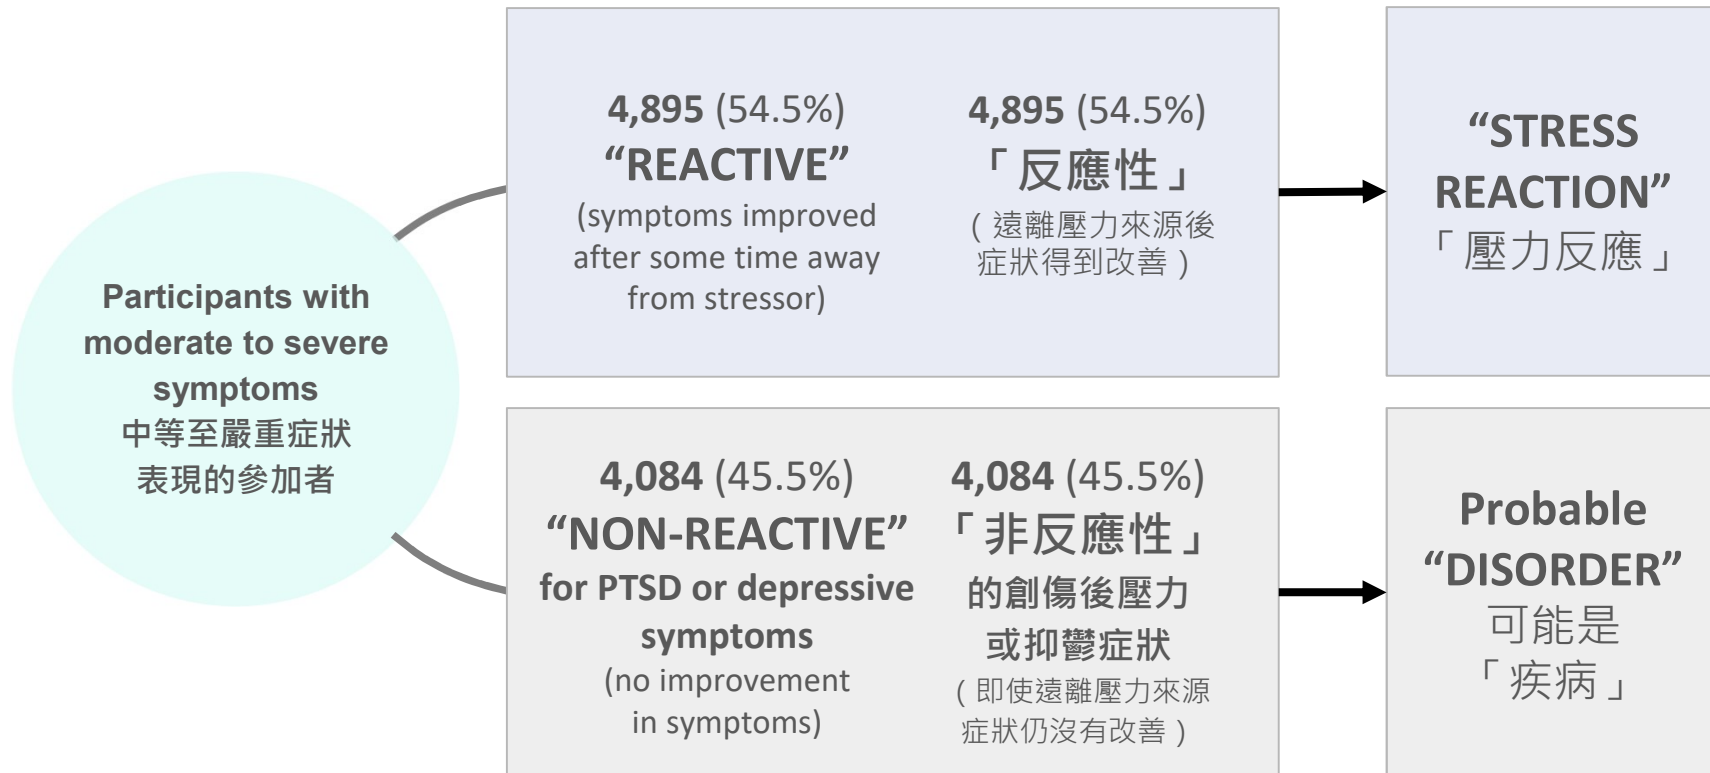 Participants with
moderate to severe
symptoms
中等至嚴重症狀
表現的參加者
4,895 (54.5%)
“REACTIVE”
(symptoms improved
after some time away
from stressor)
4,895 (54.5%)
「反應性」
（遠離壓力來源後
症狀得到改善）
“STRESS
REACTION”
「壓力反應」
4,084 (45.5%)
“NON-REACTIVE”
for PTSD or depressive
symptoms
(no improvement
in symptoms)
4,084 (45.5%)
「非反應性」
的創傷後壓力
或抑鬱症狀
（即使遠離壓力來源
症狀仍沒有改善）
Probable
“DISORDER”
可能是
「疾病」